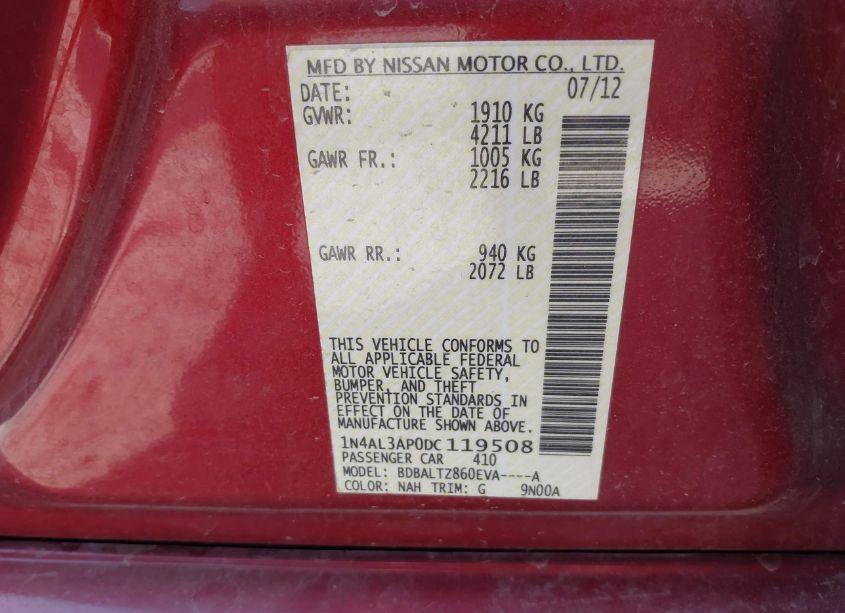 MFD BY NISSAN MOTOR CO., LTD.
DATE: 07/12
GVWR: 1910 KG
4211 LB
GAWR FR.: 1005 KG
2216 LB
GAWR RR.: 940 KG
2072 LB
THIS VEHICLE CONFORMS TO
ALL APPLICABLE FEDERAL
MOTOR VEHICLE SAFETY,
BUMPER, AND THEFT
PREVENTION STANDARDS IN
EFFECT ON THE DATE OF
MANUFACTURE SHOWN ABOVE.
1N4AL3AP0DC119508
PASSENGER CAR 410
MODEL: BDBALTZ860EVA----A
COLOR: NAH TRIM: G 9N00A